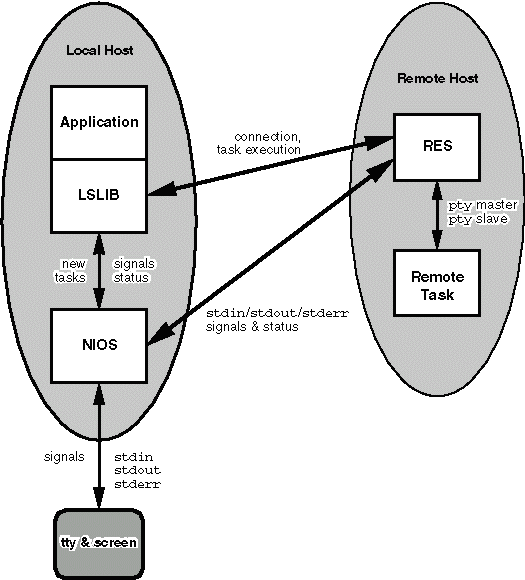 Local Host
Remote Host
Application
LSLIB
connection,
task execution
RES
new
tasks
signals
status
pty master
pty slave
Remote
Task
NIOS
stdin/stdout/stderr
signals & status
signals
stdin
stdout
stderr
tty & screen